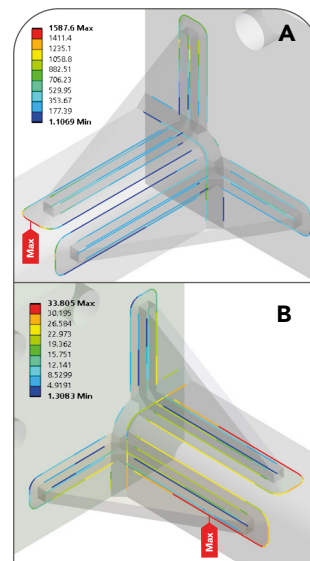 A
1587.6 Max
1411.4
1235.1
1058.8
882.51
706.23
529.95
353.67
177.39
1.1069 Min
Max
B
33.805 Max
30.195
26.584
22.973
19.362
15.751
12.141
8.5299
4.9191
1.3083 Min
Max